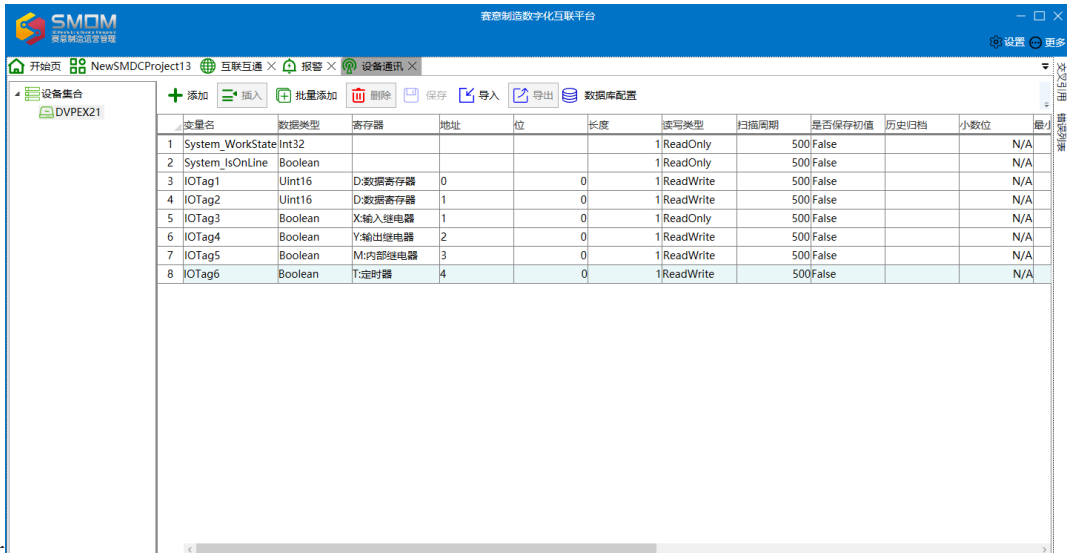 赛意制造数字化互联平台
SMOM
赛意制造运营管理
设置 更多
开始页 NewSMDCProject13 互联互通 报警 设备通讯
交叉引用 错误列表
设备集合
DVPEX21
添加 插入 批量添加 删除 保存 导入 导出 数据库配置
变量名 数据类型 寄存器 地址 位 长度 读写类型 扫描周期 是否保存初值 历史归档 小数位
1 System_WorkState Int32 1 ReadOnly 500 False N/A
2 System_IsOnLine Boolean 1 ReadOnly 500 False N/A
3 IOTag1 Uint16 D:数据寄存器 0 0 1 ReadWrite 500 False N/A
4 IOTag2 Uint16 D:数据寄存器 1 0 1 ReadWrite 500 False N/A
5 IOTag3 Boolean X:输入继电器 1 0 1 ReadOnly 500 False N/A
6 IOTag4 Boolean Y:输出继电器 2 0 1 ReadWrite 500 False N/A
7 IOTag5 Boolean M:内部继电器 3 0 1 ReadWrite 500 False N/A
8 IOTag6 Boolean T:定时器 4 0 1 ReadWrite 500 False N/A